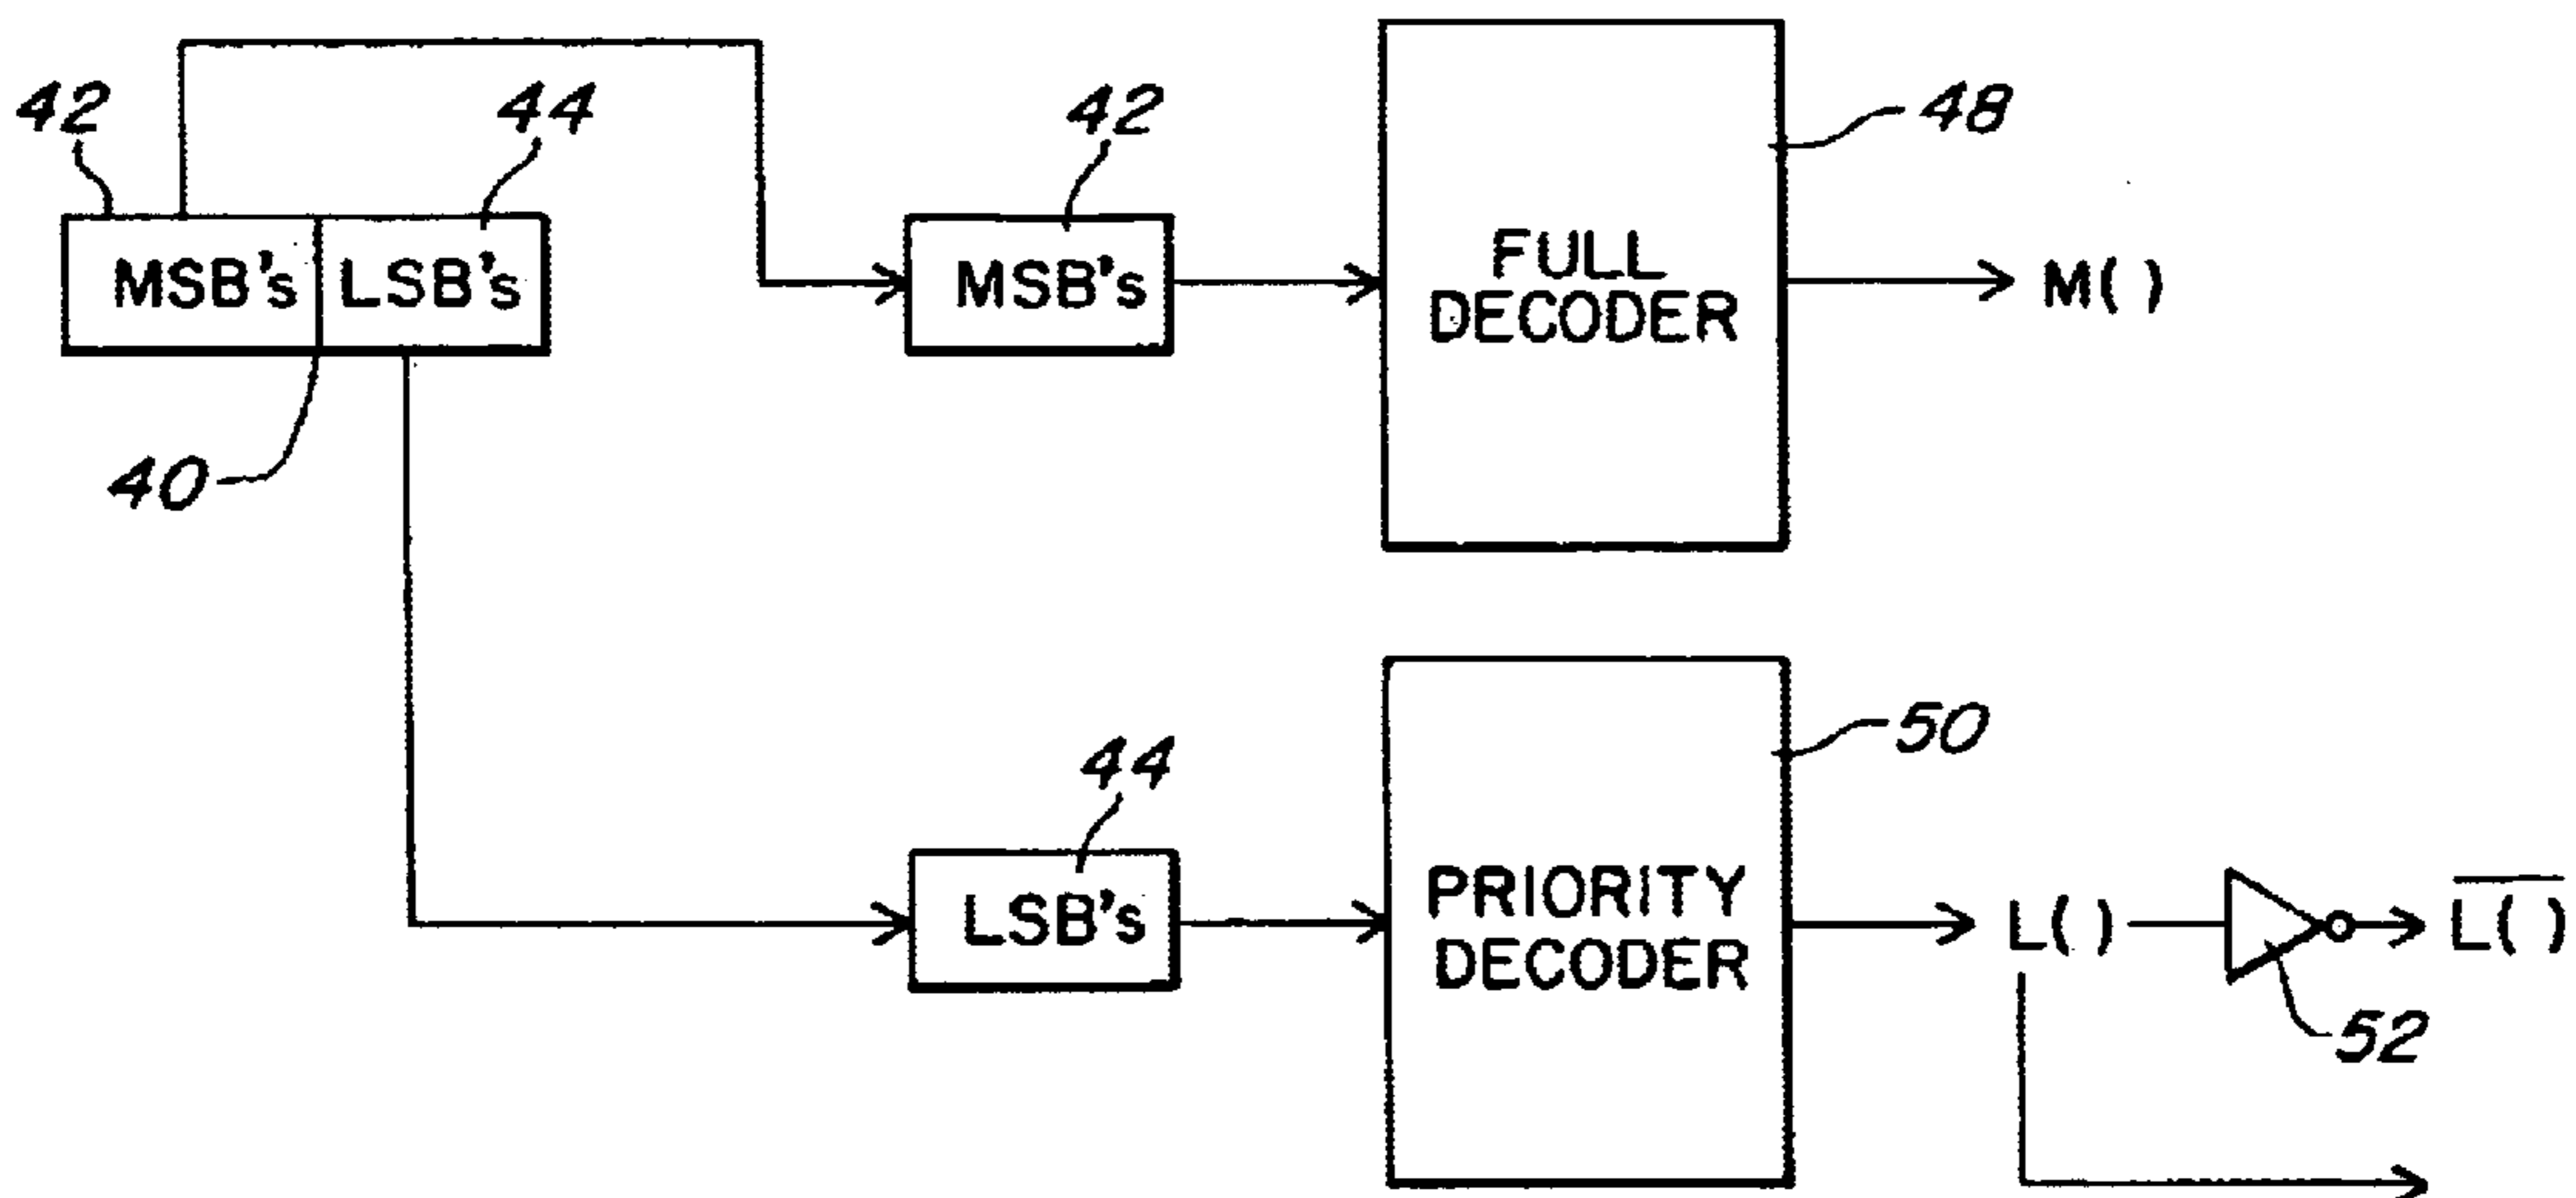 42
44
42
48
MSB's LSB's
MSB's
FULL
DECODER
M( )
40
50
44
LSB's
PRIORITY
DECODER
L( )
L( )
52